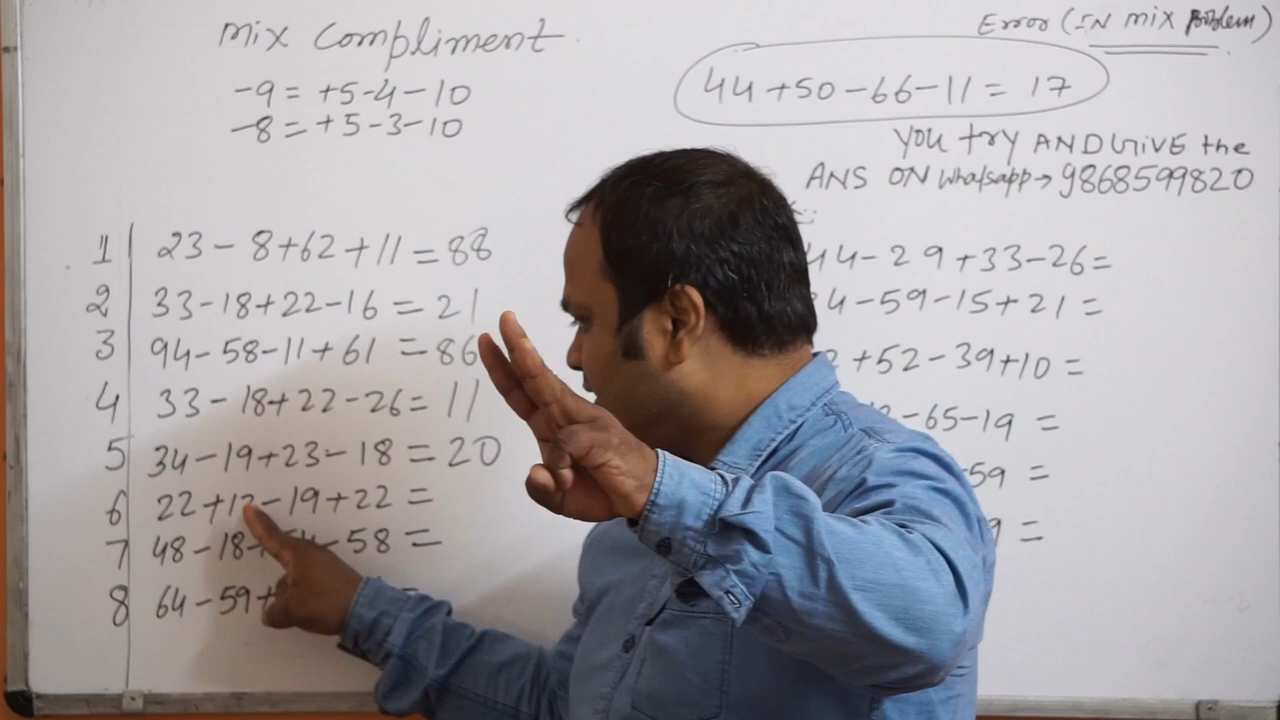 mix compliment
-9 = +5-4-10
-8 = +5-3-10
1 23-8+62+11=88
2 33-18+22-16=21
3 94-58-11+61=86
4 33-18+22-26=11
5 34-19+23-18=20
6 22+12-19+22=
7 48-18+54-58=
8 64-59+
Error (IN mix Problem)
44+50-66-11=17
YOU try AND GIVE the
ANS ON whatsapp→9868599820
44-29+33-26=
4-59-15+21=
+52-39+10=
-65-19=
59=
9=